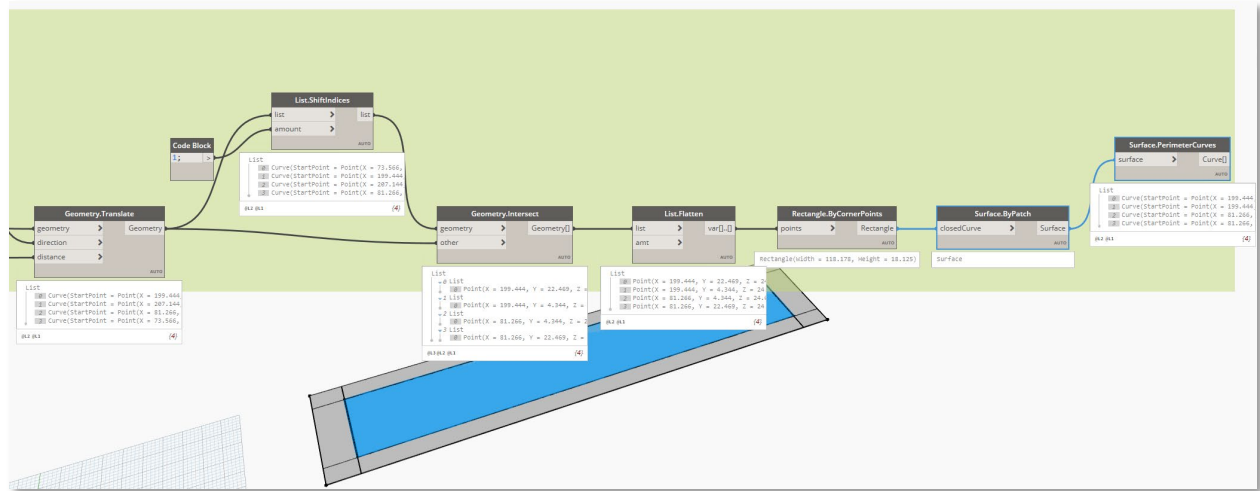 List.ShiftIndices
list > list
amount >
AUTO
Code Block
1; >
List
0 Curve(StartPoint = Point(X = 73.566,
1 Curve(StartPoint = Point(X = 199.444
2 Curve(StartPoint = Point(X = 207.144
3 Curve(StartPoint = Point(X = 81.266,
@L2 @L1 {4}
Surface.PerimeterCurves
surface > Curve[]
AUTO
List
0 Curve(StartPoint = Point(X = 199.444
1 Curve(StartPoint = Point(X = 199.444
2 Curve(StartPoint = Point(X = 81.266,
3 Curve(StartPoint = Point(X = 81.266,
@L2 @L1 {4}
Geometry.Translate
geometry > Geometry
direction >
distance >
AUTO
List
0 Curve(StartPoint = Point(X = 199.444
1 Curve(StartPoint = Point(X = 207.144
2 Curve(StartPoint = Point(X = 81.266,
3 Curve(StartPoint = Point(X = 73.566,
@L2 @L1 {4}
Geometry.Intersect
geometry > Geometry[]
other >
AUTO
List
0 List
0 Point(X = 199.444, Y = 22.469, Z = 2
1 List
0 Point(X = 199.444, Y = 4.344, Z =
2 List
0 Point(X = 81.266, Y = 4.344, Z = 2
3 List
0 Point(X = 81.266, Y = 22.469, Z =
@L3 @L2 @L1 {4}
List.Flatten
list > var[]..[]
amt >
AUTO
List
0 Point(X = 199.444, Y = 22.469, Z = 24
1 Point(X = 199.444, Y = 4.344, Z = 24
2 Point(X = 81.266, Y = 4.344, Z = 24.
3 Point(X = 81.266, Y = 22.469, Z = 24
@L2 @L1 {4}
Rectangle.ByCornerPoints
points > Rectangle
AUTO
Rectangle(Width = 118.178, Height = 18.125)
Surface.ByPatch
closedCurve > Surface
AUTO
Surface